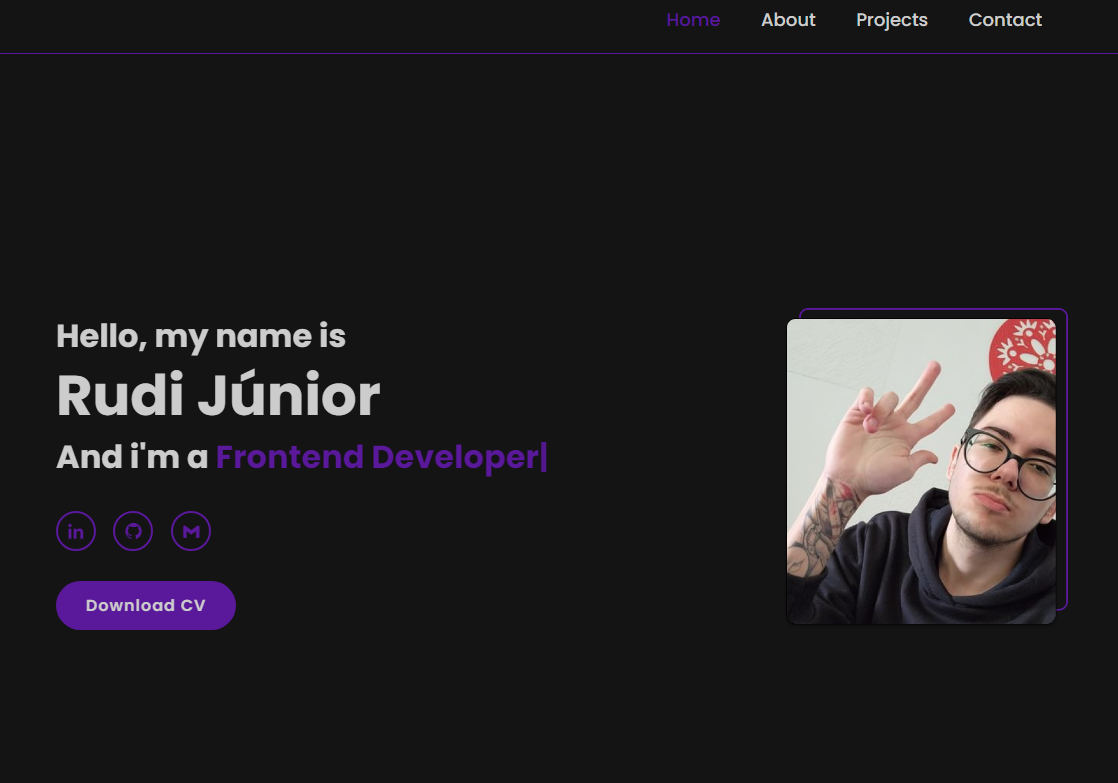 Home About Projects Contact
Hello, my name is
Rudi Júnior
And i'm a Frontend Developer|
in
Download CV